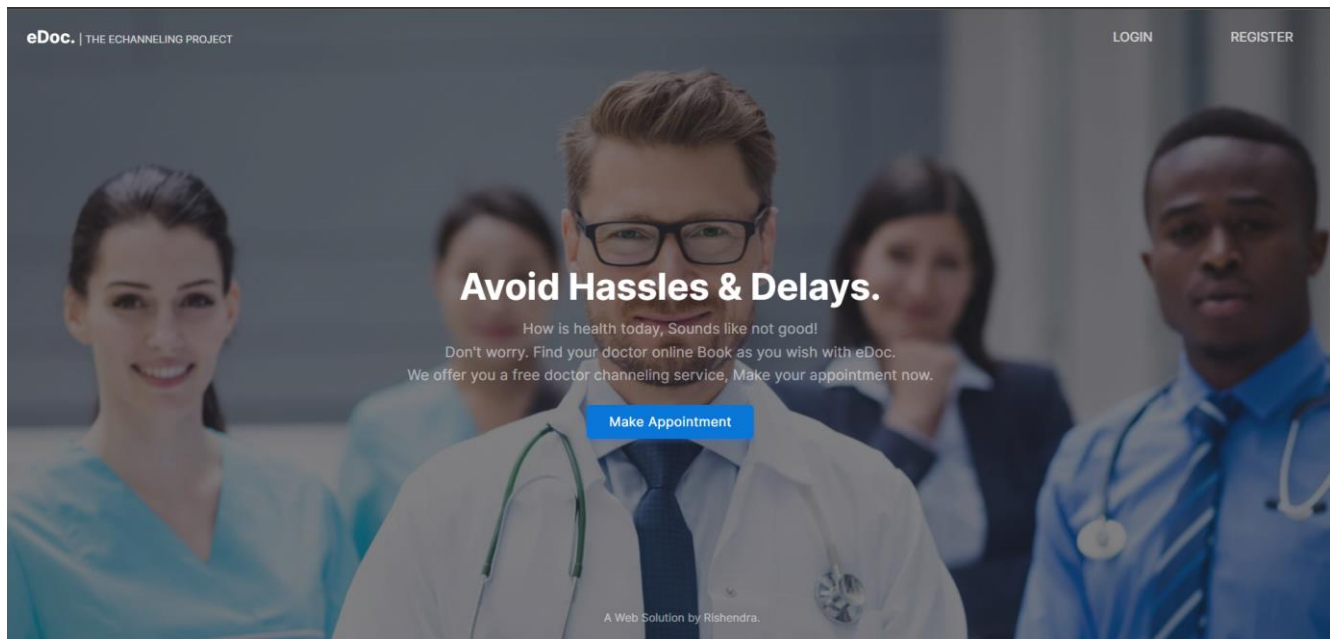 eDoc. | THE ECHANNELING PROJECT
LOGIN
REGISTER
Avoid Hassles & Delays.
How is health today, Sounds like not good!
Don't worry. Find your doctor online Book as you wish with eDoc.
We offer you a free doctor channeling service, Make your appointment now.
Make Appointment
A Web Solution by Rishendra.